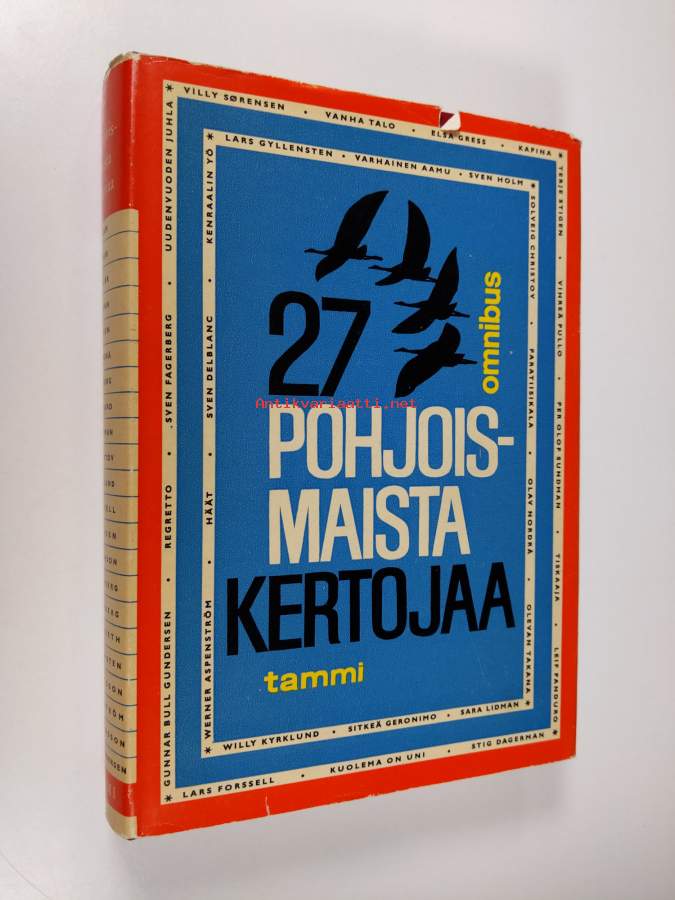 VILLY SØRENSEN • VANHA TALO • ELSA GRESS • KAPINA
TERJE STIGEN • VIHREÄ PULLO • PER OLOF SUNDMAN • TISKAAJA • LEIF PANDURO
LARS FORSSELL • KUOLEMA ON UNI • STIG DAGERMAN
GUNNAR BULL GUNDERSEN • REGRETTO • SVEN FAGERBERG • UUDENVUODEN JUHLA
LARS GYLLENSTEN • VARHAINEN AAMU • SVEN HOLM
SOLVEIG CHRISTOV • PARATIISIKALA • OLAV NORDRÅ • OLEVAN TAKANA
WILLY KYRKLUND • SITKEÄ GERONIMO • SARA LIDMAN
WERNER ASPENSTRÖM • HÄÄT • SVEN DELBLANC • KENRAALIN YÖ
27
omnibus
Antikvariaatti.net
POHJOIS-
MAISTA
KERTOJAA
tammi